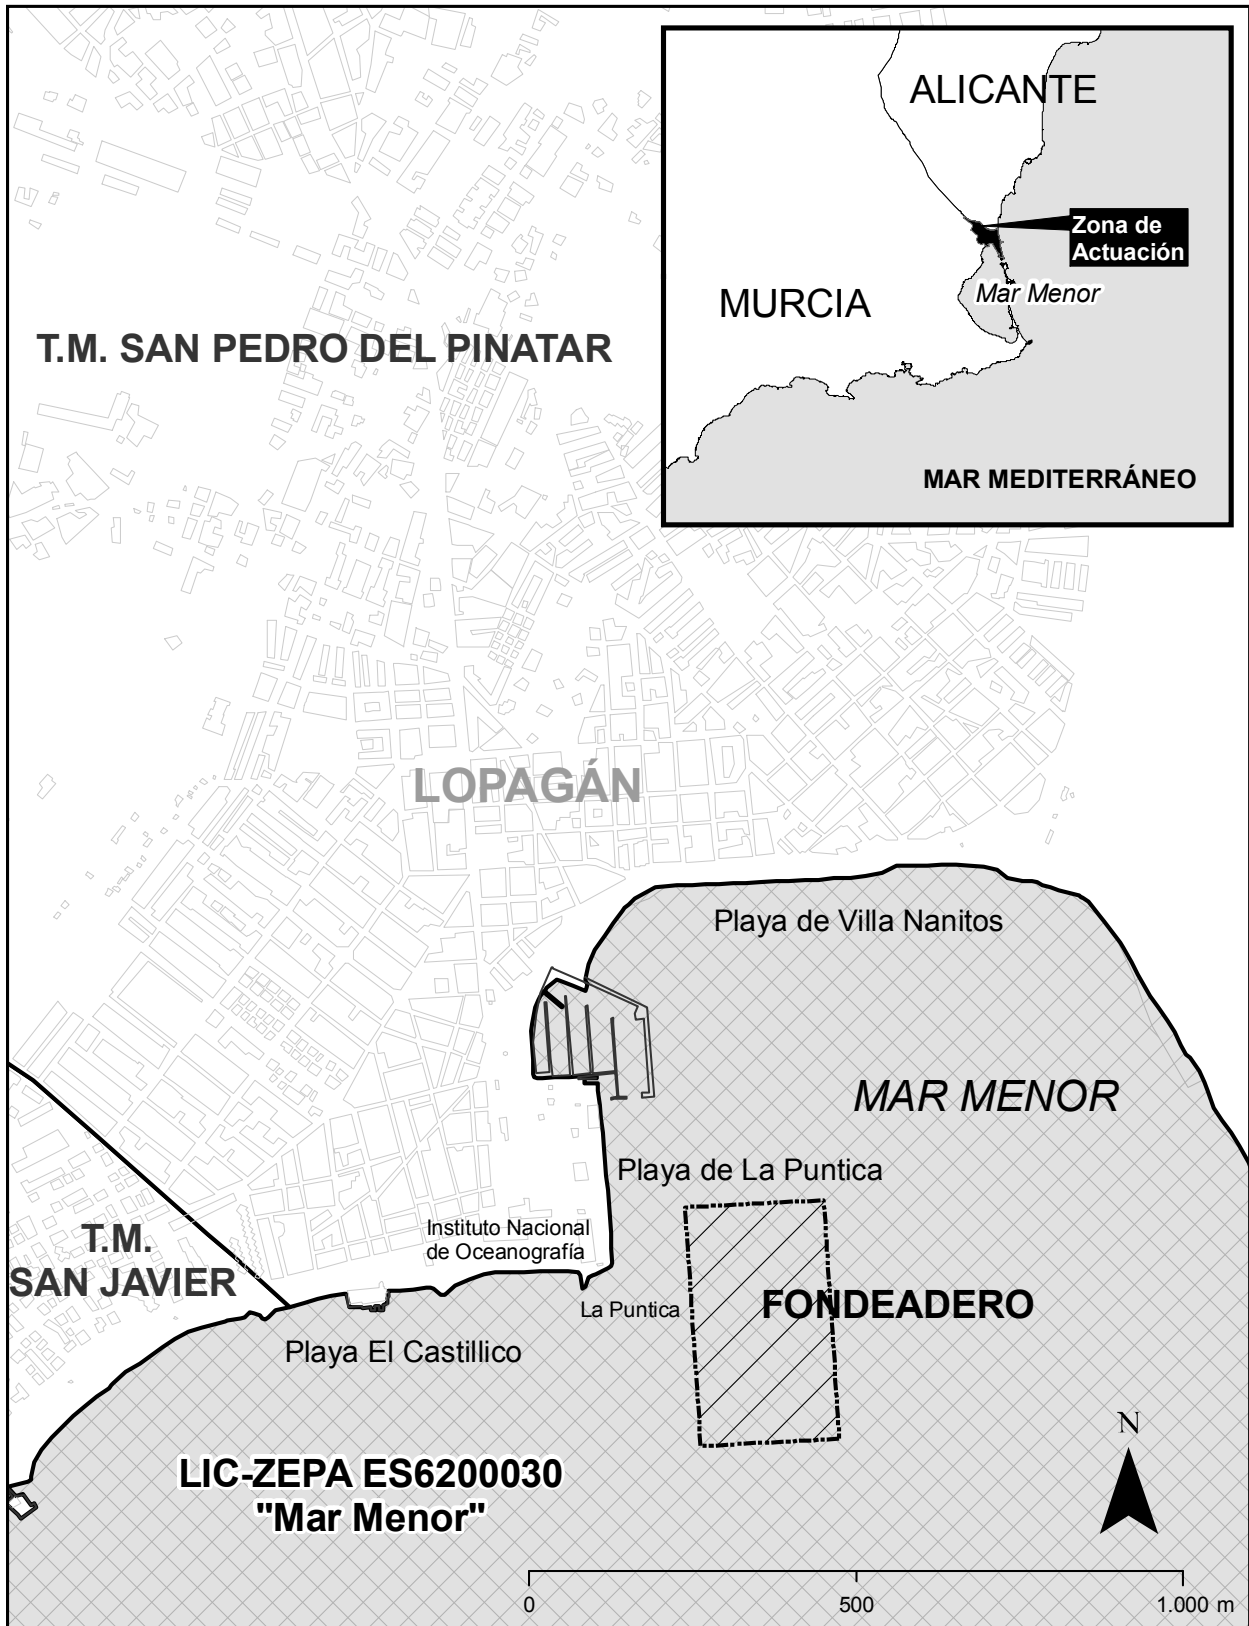 ALICANTE
Zona de
Actuación
Mar Menor
MURCIA
MAR MEDITERRÁNEO
T.M. SAN PEDRO DEL PINATAR
LOPAGÁN
Playa de Villa Nanitos
MAR MENOR
Playa de La Puntica
Instituto Nacional
de Oceanografía
T.M.
SAN JAVIER
La Puntica
FONDEADERO
Playa El Castillico
LIC-ZEPA ES6200030
"Mar Menor"
N
0 500 1.000 m